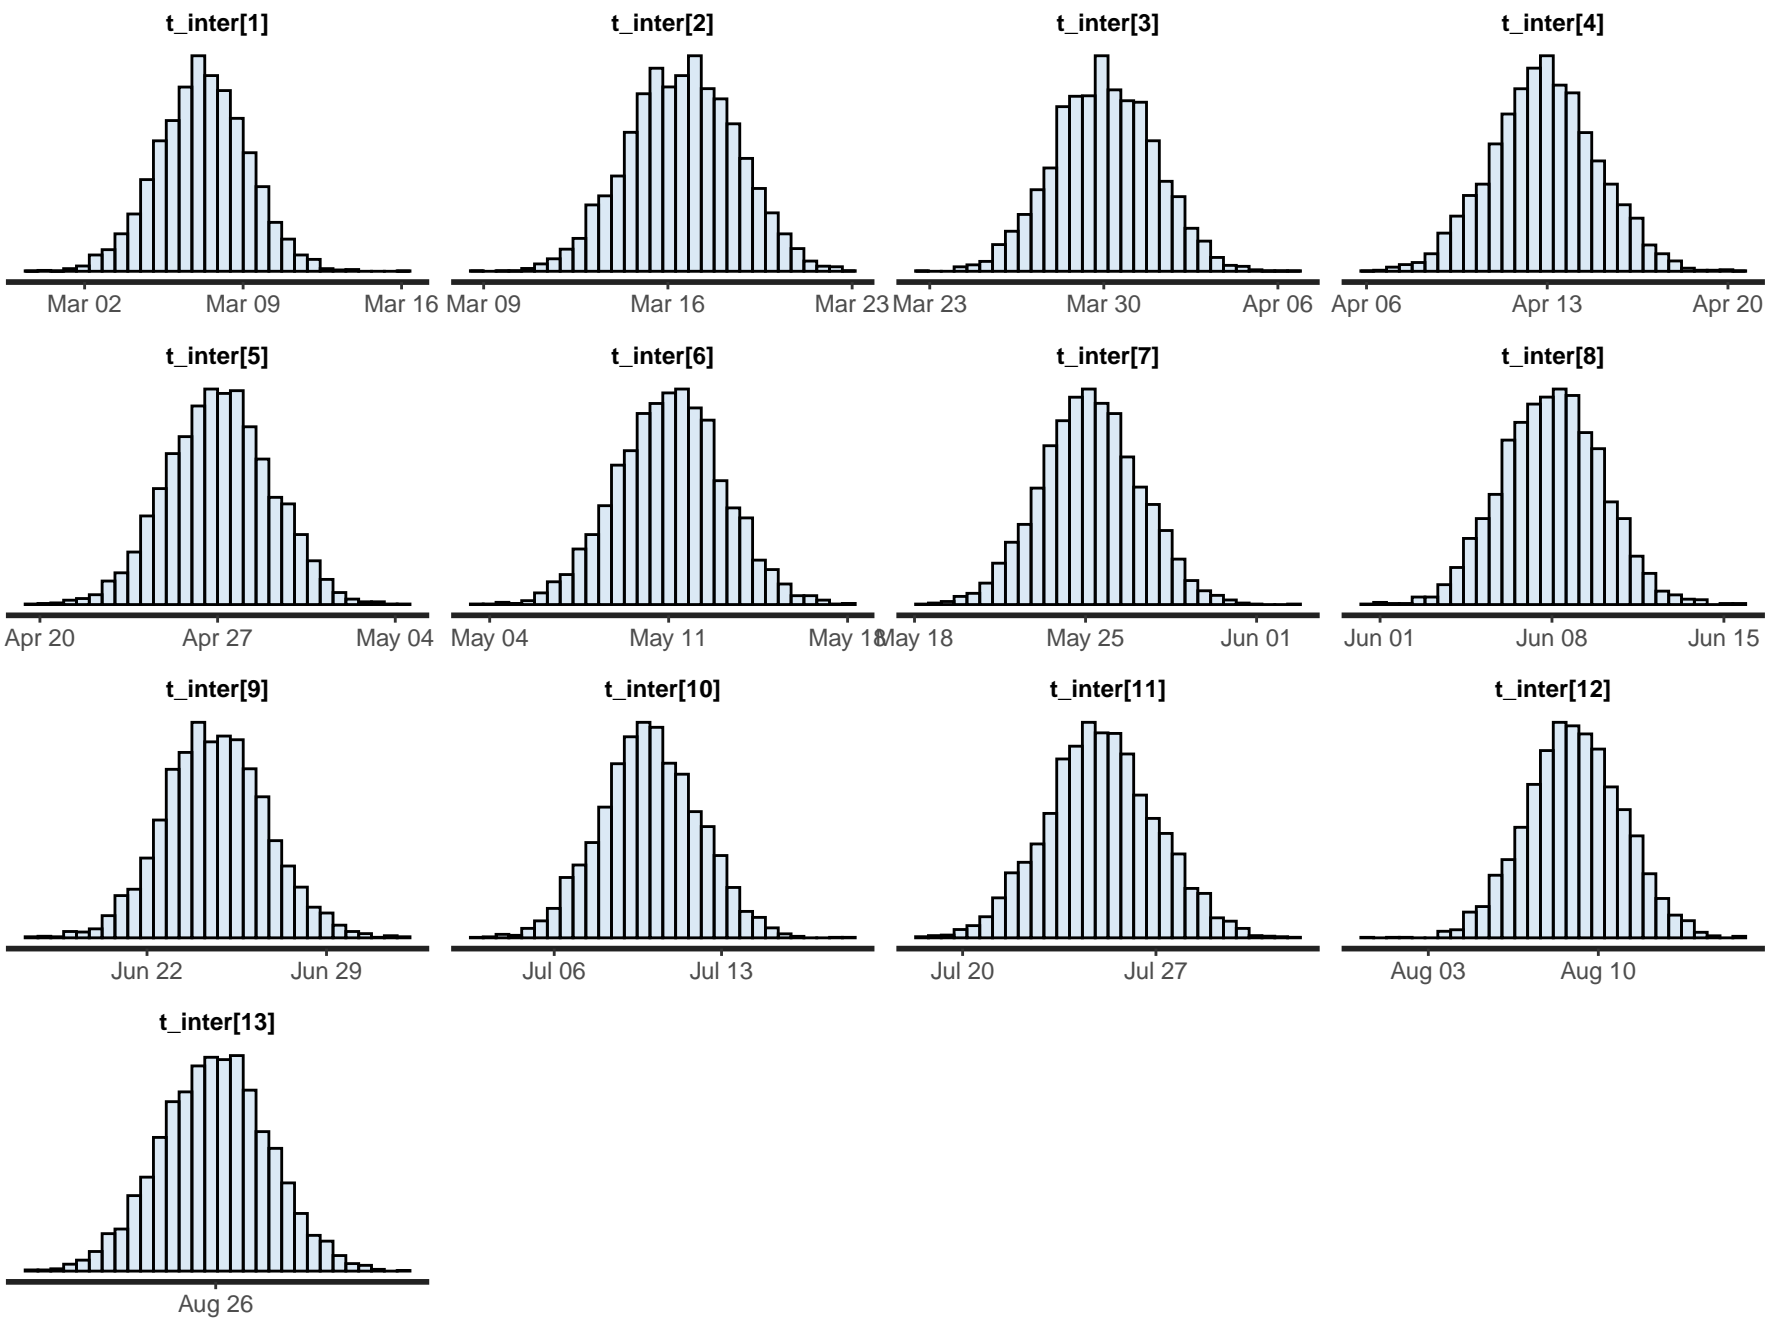 t_inter[1] t_inter[2] t_inter[3] t_inter[4]
Mar 02 Mar 09 Mar 16 Mar 09 Mar 16 Mar 23 Mar 23 Mar 30 Apr 06 Apr 06 Apr 13 Apr 20
t_inter[5] t_inter[6] t_inter[7] t_inter[8]
Apr 20 Apr 27 May 04 May 04 May 11 May 18 May 18 May 25 Jun 01 Jun 01 Jun 08 Jun 15
t_inter[9] t_inter[10] t_inter[11] t_inter[12]
Jun 22 Jun 29 Jul 06 Jul 13 Jul 20 Jul 27 Aug 03 Aug 10
t_inter[13]
Aug 26